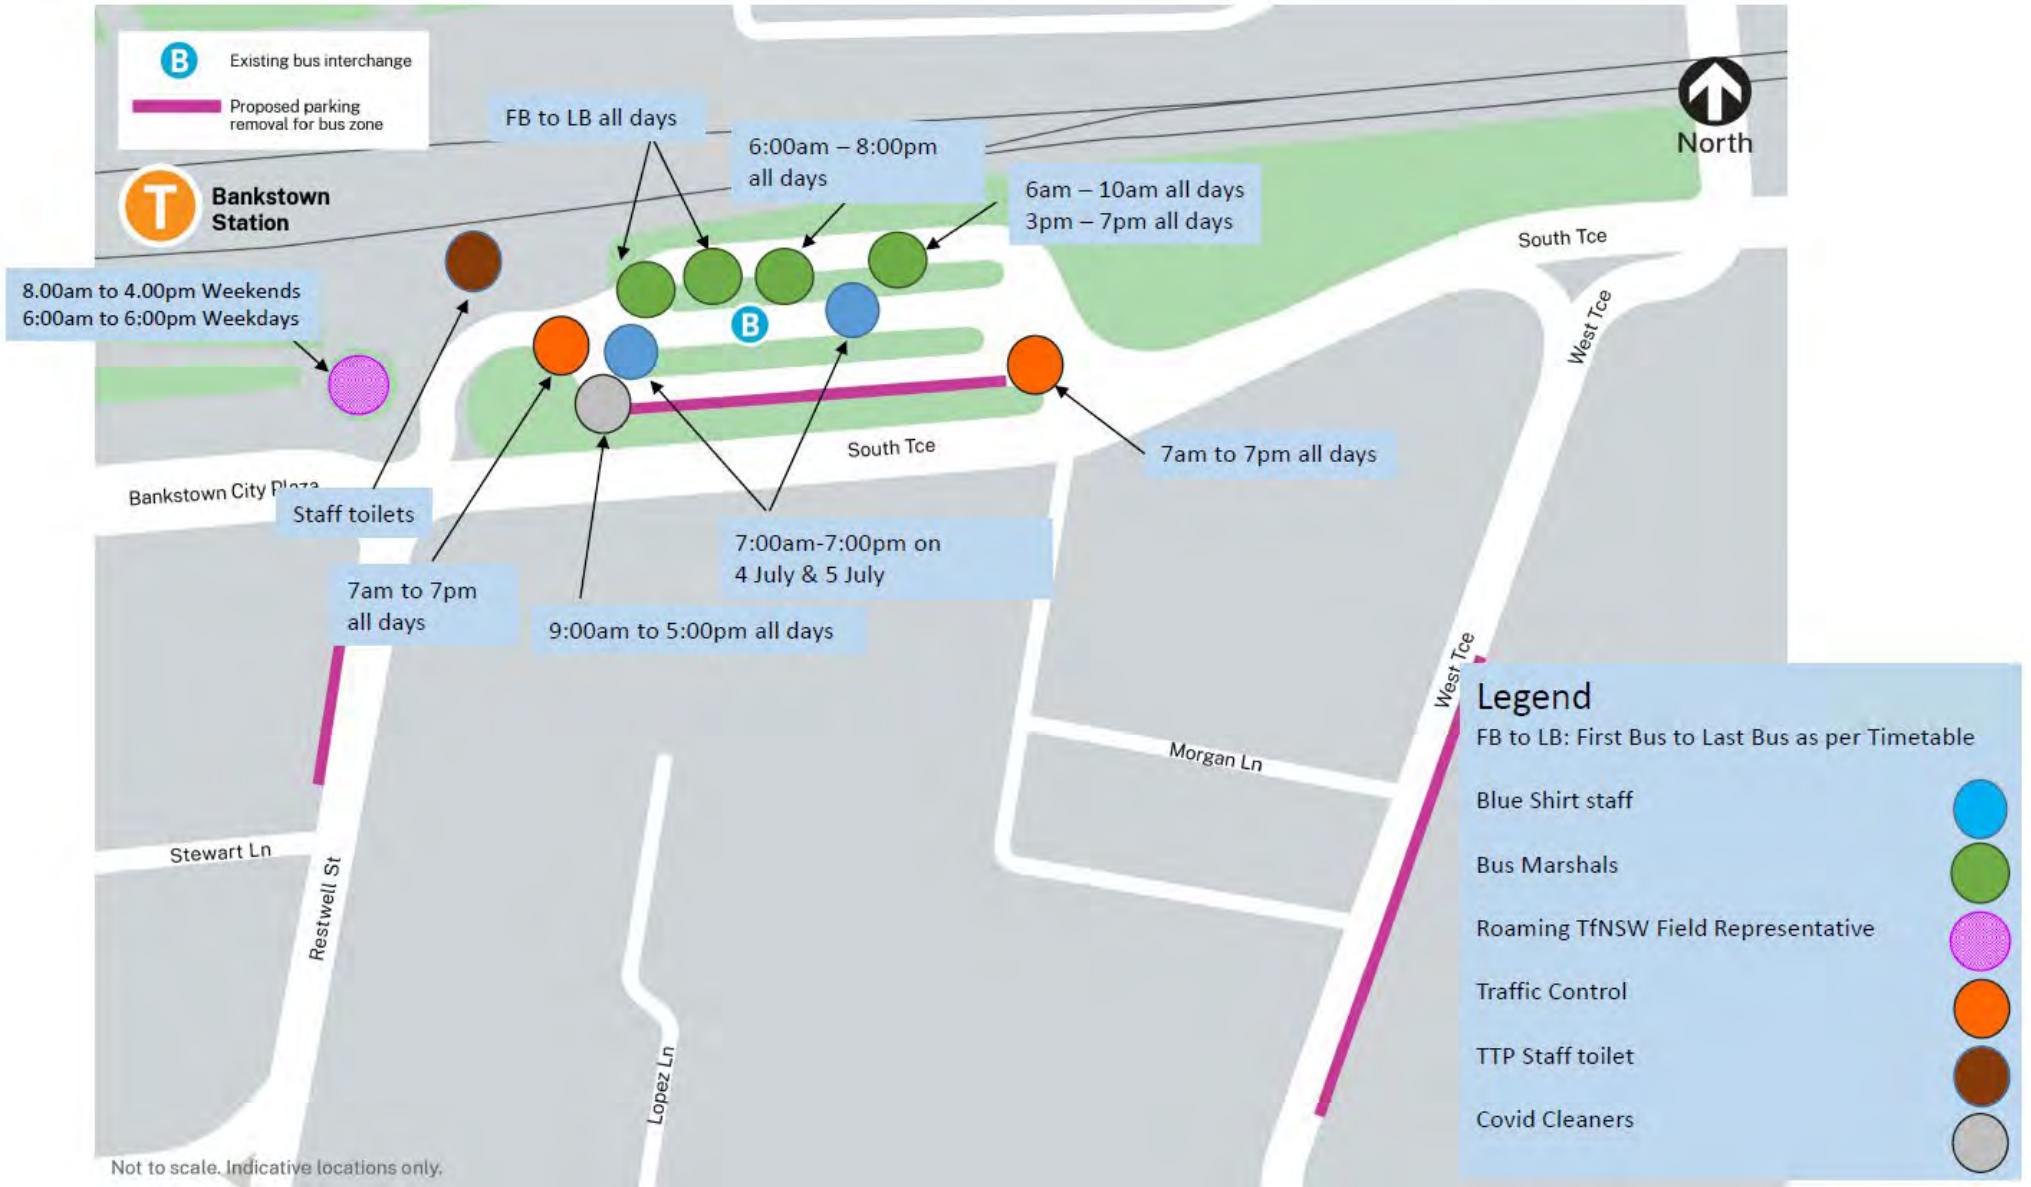 B
Existing bus interchange
Proposed parking
removal for bus zone
T
Bankstown
Station
FB to LB all days
6:00am – 8:00pm
all days
6am – 10am all days
3pm – 7pm all days
North
South Tce
8.00am to 4.00pm Weekends
6:00am to 6:00pm Weekdays
B
West Tce
South Tce
7am to 7pm all days
Bankstown City Plaza
Staff toilets
7:00am-7:00pm on
4 July & 5 July
7am to 7pm
all days
9:00am to 5:00pm all days
West Tce
Morgan Ln
Stewart Ln
Restwell St
Lopez Ln
Legend
FB to LB: First Bus to Last Bus as per Timetable
Blue Shirt staff
Bus Marshals
Roaming TfNSW Field Representative
Traffic Control
TTP Staff toilet
Covid Cleaners
Not to scale. Indicative locations only.